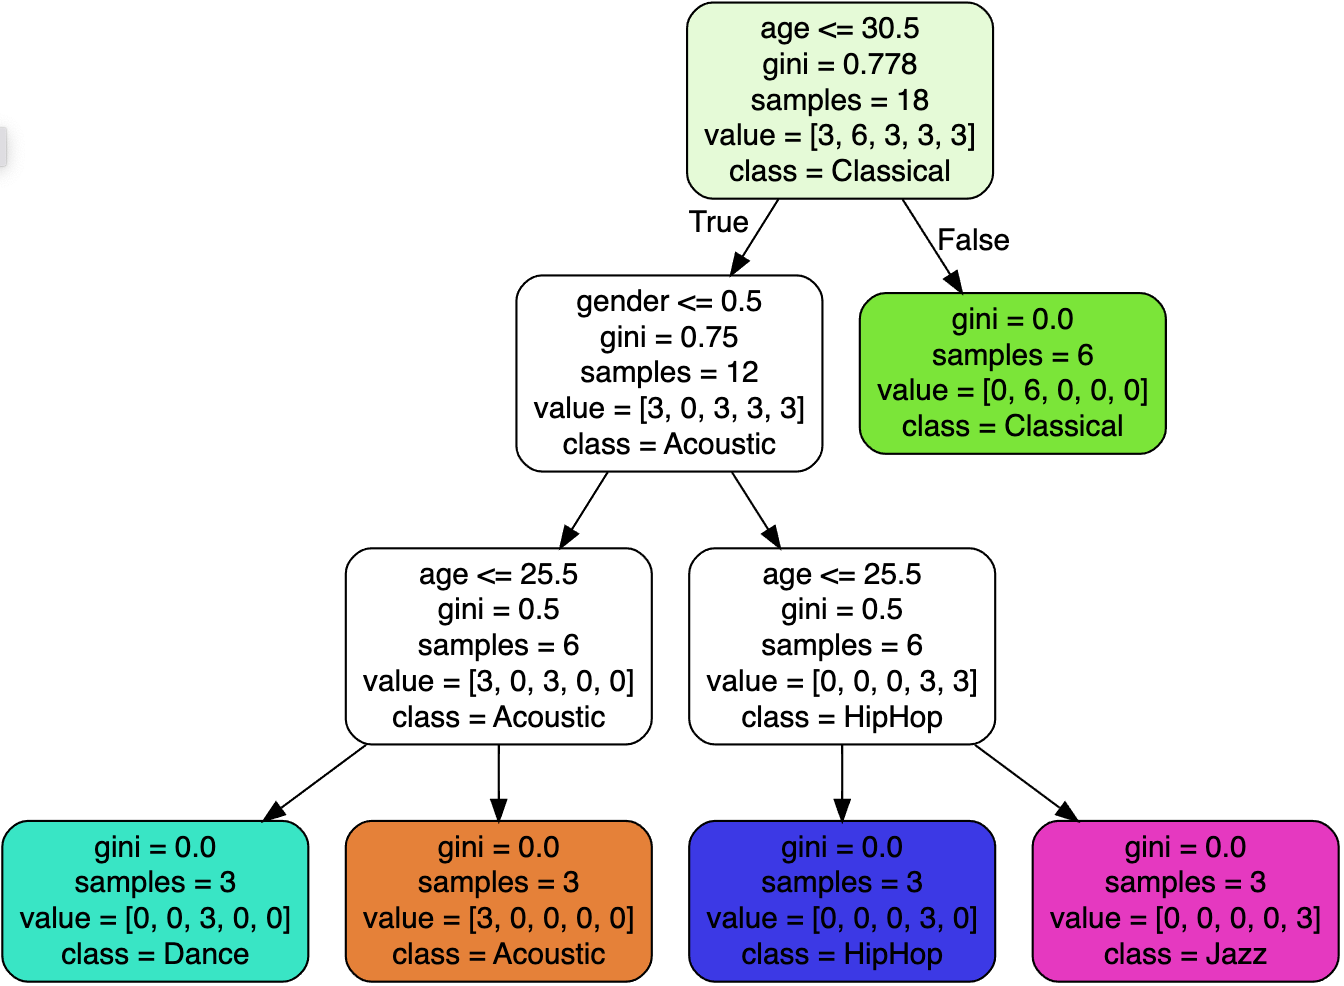 age <= 30.5
gini = 0.778
samples = 18
value = [3, 6, 3, 3, 3]
class = Classical
True
False
gender <= 0.5
gini = 0.75
samples = 12
value = [3, 0, 3, 3, 3]
class = Acoustic
gini = 0.0
samples = 6
value = [0, 6, 0, 0, 0]
class = Classical
age <= 25.5
gini = 0.5
samples = 6
value = [3, 0, 3, 0, 0]
class = Acoustic
age <= 25.5
gini = 0.5
samples = 6
value = [0, 0, 0, 3, 3]
class = HipHop
gini = 0.0
samples = 3
value = [0, 0, 3, 0, 0]
class = Dance
gini = 0.0
samples = 3
value = [3, 0, 0, 0, 0]
class = Acoustic
gini = 0.0
samples = 3
value = [0, 0, 0, 3, 0]
class = HipHop
gini = 0.0
samples = 3
value = [0, 0, 0, 0, 3]
class = Jazz